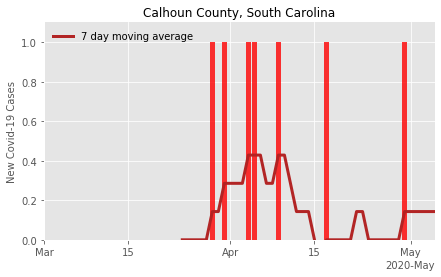 Calhoun County, South Carolina
7 day moving average
New Covid-19 Cases
1.0
0.8
0.6
0.4
0.2
0.0
Mar 15 Apr 15 May
2020-May